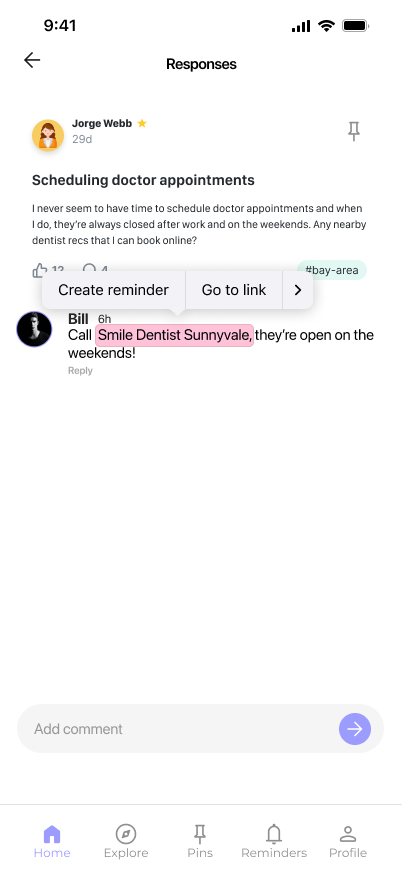 9:41
Responses
Jorge Webb
29d
Scheduling doctor appointments
I never seem to have time to schedule doctor appointments and when
I do, they're always closed after work and on the weekends. Any nearby
dentist recs that I can book online?
12 4 #bay-area
Create reminder Go to link
Bill 6h
Call Smile Dentist Sunnyvale, they're open on the
weekends!
Reply
Add comment
Home Explore Pins Reminders Profile